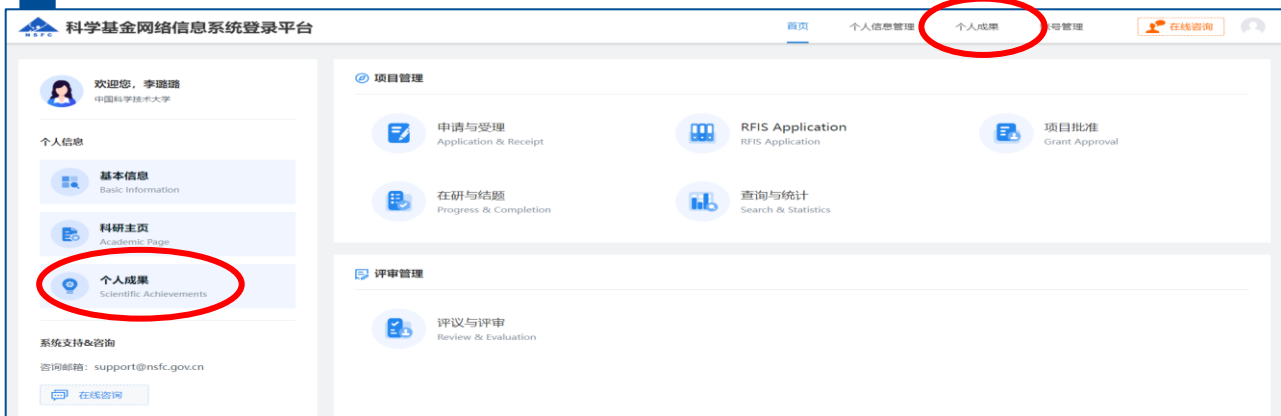 NSFC
科学基金网络信息系统登录平台
首页 个人信息管理 个人成果 号管理 在线咨询
欢迎您，李璐璐
中国科学技术大学
个人信息
基本信息
Basic Information
科研主页
Academic Page
个人成果
Scientific Achievements
系统支持&咨询
咨询邮箱：support@nsfc.gov.cn
在线咨询
项目管理
申请与受理
Application & Receipt
RFIS Application
RFIS Application
项目批准
Grant Approval
在研与结题
Progress & Completion
查询与统计
Search & Statistics
评审管理
评议与评审
Review & Evaluation